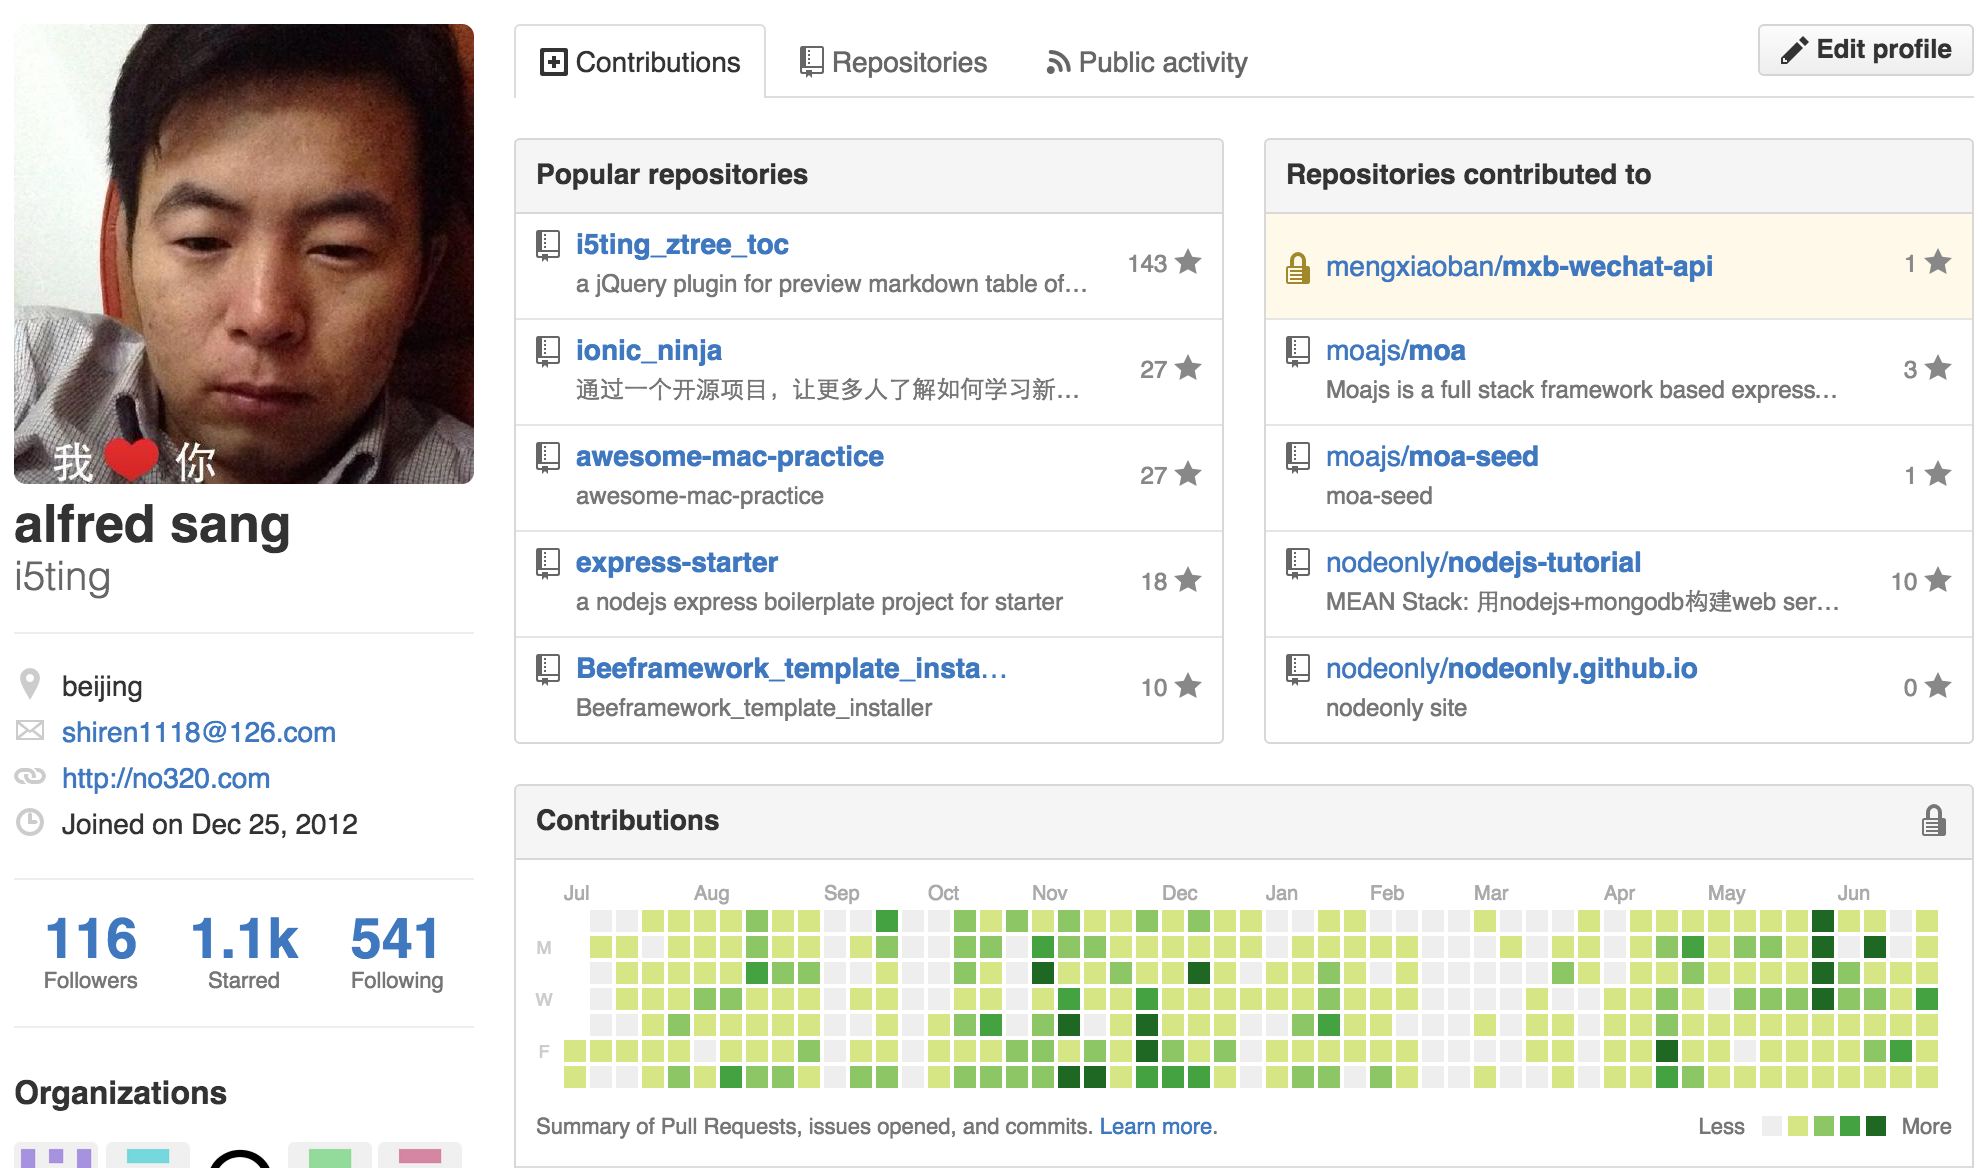 我❤你
alfred sang
i5ting
beijing
shiren1118@126.com
http://no320.com
Joined on Dec 25, 2012
116 1.1k 541
Followers Starred Following
Organizations
Contributions Repositories Public activity
Edit profile
Popular repositories
i5ting_ztree_toc
a jQuery plugin for preview markdown table of…
143
ionic_ninja
通过一个开源项目，让更多人了解如何学习新…
27
awesome-mac-practice
awesome-mac-practice
27
express-starter
a nodejs express boilerplate project for starter
18
Beeframework_template_insta…
Beeframework_template_installer
10
Repositories contributed to
mengxiaoban/mxb-wechat-api
1
moajs/moa
Moajs is a full stack framework based express…
3
moajs/moa-seed
moa-seed
1
nodeonly/nodejs-tutorial
MEAN Stack: 用nodejs+mongodb构建web ser…
10
nodeonly/nodeonly.github.io
nodeonly site
0
Contributions
Jul Aug Sep Oct Nov Dec Jan Feb Mar Apr May Jun
M
W
F
Summary of Pull Requests, issues opened, and commits. Learn more.
Less More